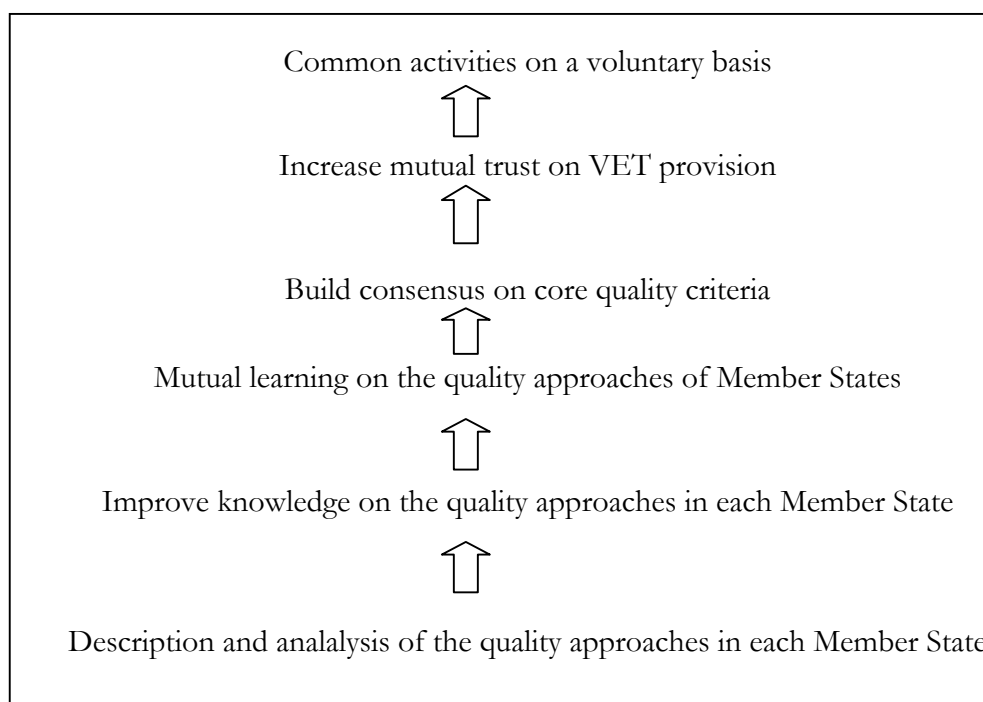 Common activities on a voluntary basis
Increase mutual trust on VET provision
Build consensus on core quality criteria
Mutual learning on the quality approaches of Member States
Improve knowledge on the quality approaches in each Member State
Description and analalysis of the quality approaches in each Member State